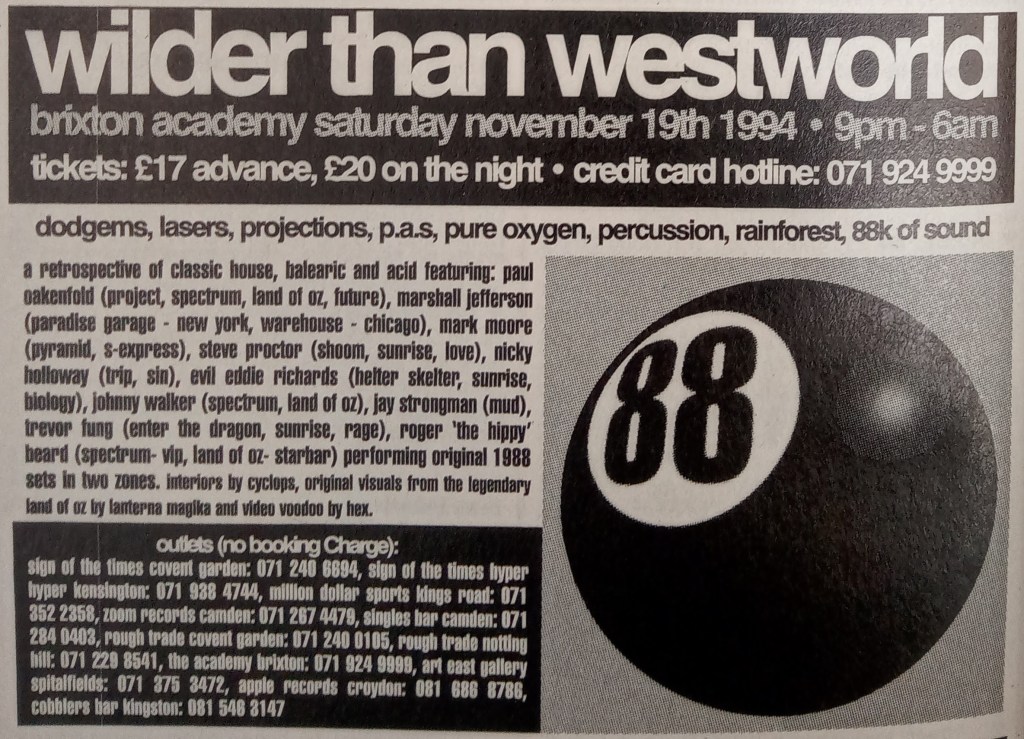 wilder than westworld
brixton academy saturday november 19th 1994 • 9pm - 6am
tickets: £17 advance, £20 on the night • credit card hotline: 071 924 9999
dodgems, lasers, projections, p.a.s, pure oxygen, percussion, rainforest, 88k of sound
a retrospective of classic house, balearic and acid featuring: paul
oakenfold (project, spectrum, land of oz, future), marshall jefferson
(paradise garage - new york, warehouse - chicago), mark moore
(pyramid, s-express), steve proctor (shoom, sunrise, love), nicky
holloway (trip, sin), evil eddie richards (helter skelter, sunrise,
biology), johnny walker (spectrum, land of oz), jay strongman (mud),
trevor fung (enter the dragon, sunrise, rage), roger 'the hippy'
beard (spectrum- vip, land of oz- starbar) performing original 1988
sets in two zones. interiors by cyclops, original visuals from the legendary
land of oz by lanterna magika and video voodoo by hex.
88
outlets (no booking Charge):
sign of the times covent garden: 071 240 6694, sign of the times hyper
hyper kensington: 071 938 4744, million dollar sports kings road: 071
352 2358, zoom records camden: 071 267 4479, singles bar camden: 071
284 0403, rough trade covent garden: 071 240 0105, rough trade notting
hill: 071 229 8541, the academy brixton: 071 924 9999, art east gallery
spitalfields: 071 375 3472, apple records croydon: 081 686 8786,
cobblers bar kingston: 081 546 3147